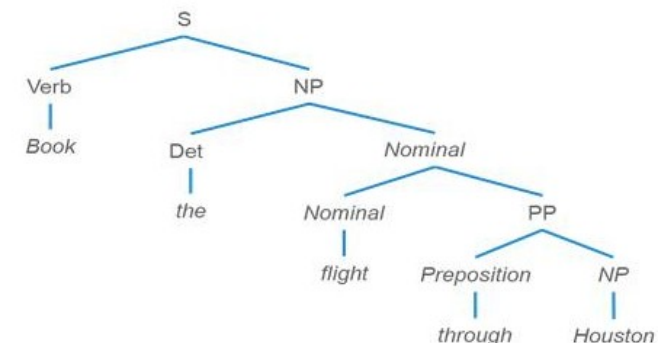 S
Verb NP
Book Det Nominal
the Nominal PP
flight Preposition NP
through Houston